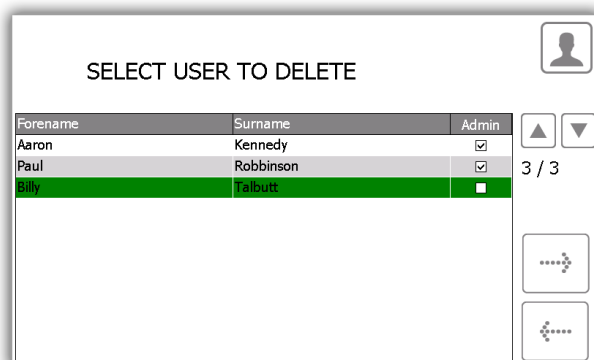 SELECT USER TO DELETE
Forename Surname Admin
Aaron Kennedy
Paul Robbinson
Billy Talbutt
3 / 3